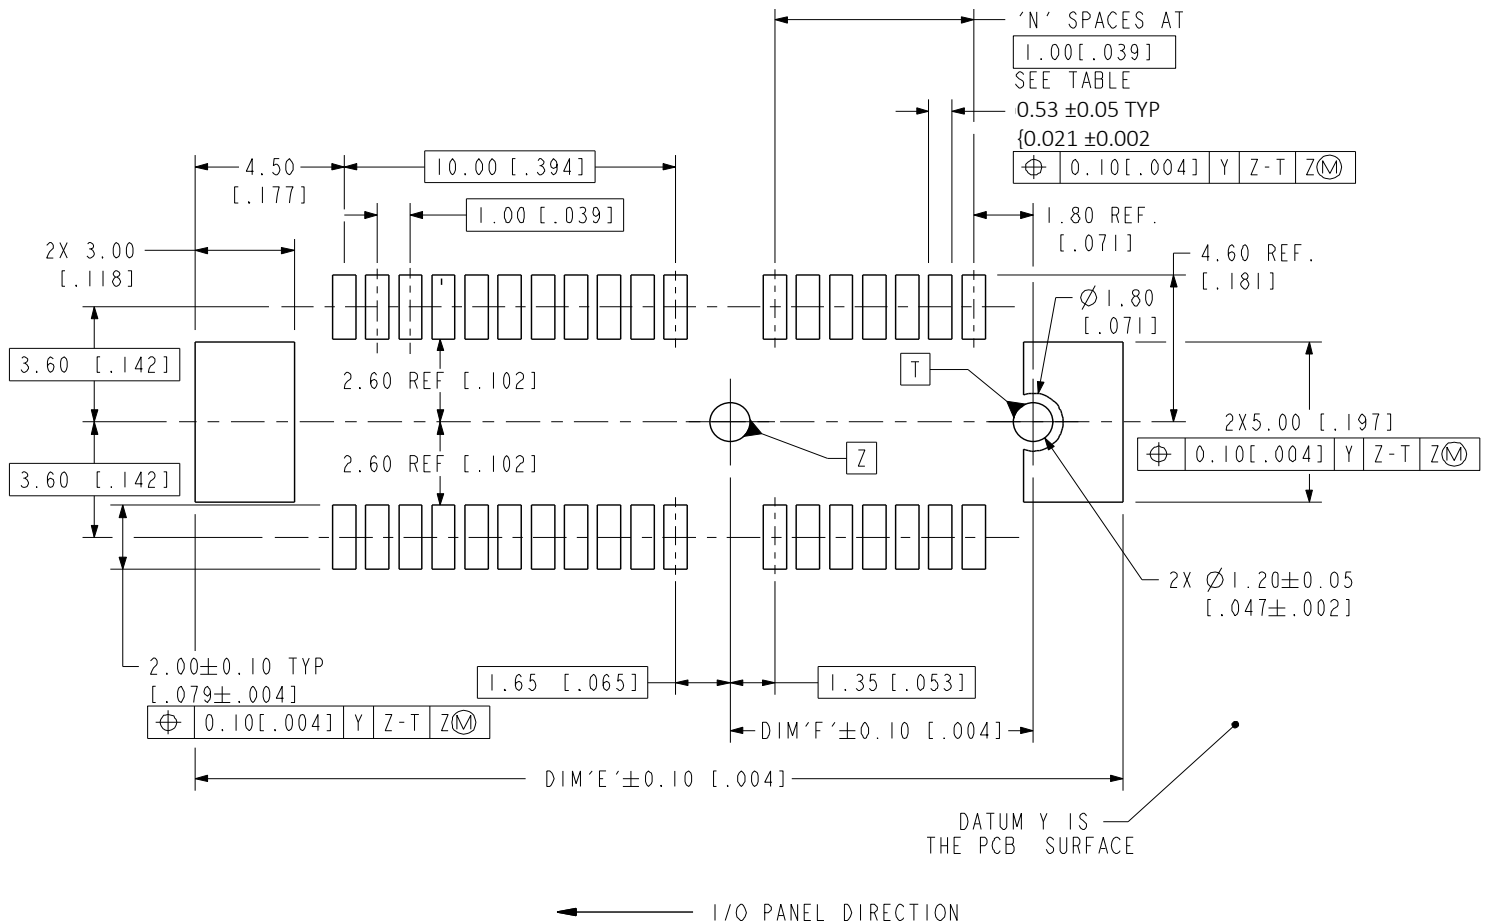 'N' SPACES AT
1.00[.039]
SEE TABLE
0.53 ±0.05 TYP
{0.021 ±0.002
⌖ 0.10[.004] Y Z-T ZⓂ
4.50
[.177]
10.00 [.394]
1.00 [.039]
1.80 REF.
[.071]
2X 3.00
[.118]
4.60 REF.
[.181]
Ø1.80
[.071]
3.60 [.142]
2.60 REF [.102]
T
2X5.00 [.197]
⌖ 0.10[.004] Y Z-T ZⓂ
Z
2.60 REF [.102]
3.60 [.142]
2X Ø1.20±0.05
[.047±.002]
2.00±0.10 TYP
[.079±.004]
⌖ 0.10[.004] Y Z-T ZⓂ
1.65 [.065]
1.35 [.053]
DIM'F'±0.10 [.004]
DIM'E'±0.10 [.004]
DATUM Y IS
THE PCB SURFACE
I/O PANEL DIRECTION